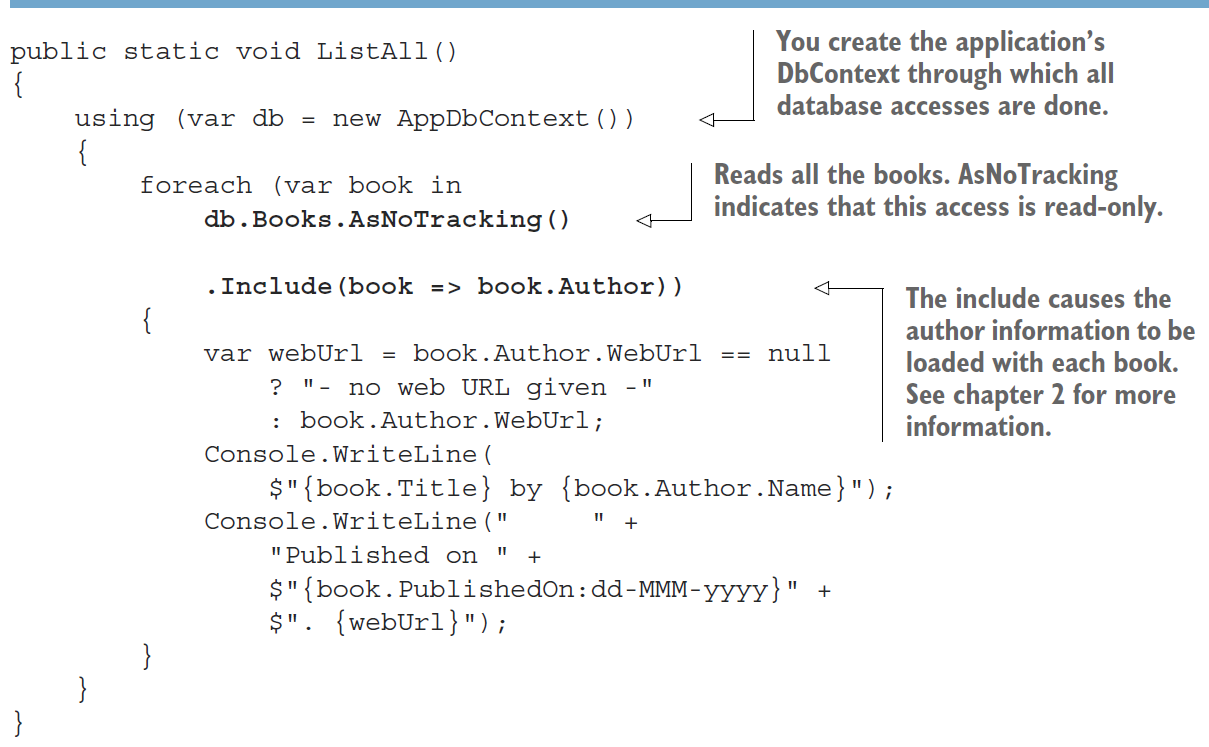 public static void ListAll()
{
    using (var db = new AppDbContext())
    {
        foreach (var book in
            db.Books.AsNoTracking()
            .Include(book => book.Author))
        {
            var webUrl = book.Author.WebUrl == null
                ? "- no web URL given -"
                : book.Author.WebUrl;
            Console.WriteLine(
                $"{book.Title} by {book.Author.Name}");
            Console.WriteLine("     " +
                "Published on " +
                $"{book.PublishedOn:dd-MMM-yyyy}" +
                $". {webUrl}");
        }
    }
}
You create the application’s
DbContext through which all
database accesses are done.
Reads all the books. AsNoTracking
indicates that this access is read-only.
The include causes the
author information to be
loaded with each book.
See chapter 2 for more
information.